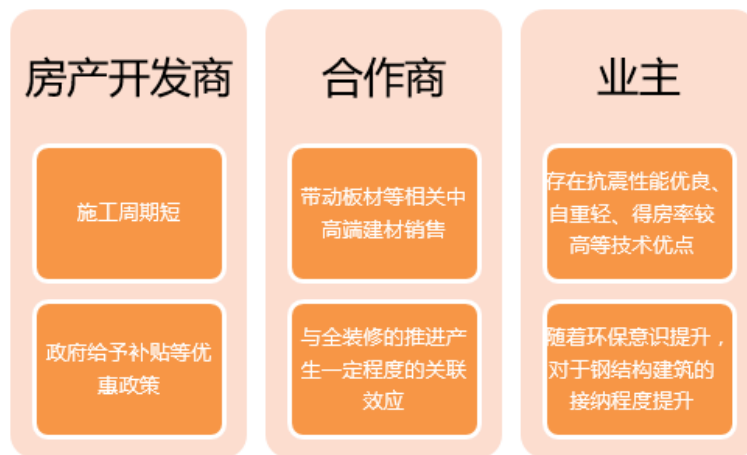 房产开发商
施工周期短
政府给予补贴等优
惠政策
合作商
带动板材等相关中
高端建材销售
与全装修的推进产
生一定程度的关联
效应
业主
存在抗震性能优良、
自重轻、得房率较
高等技术优点
随着环保意识提升，
对于钢结构建筑的
接纳程度提升